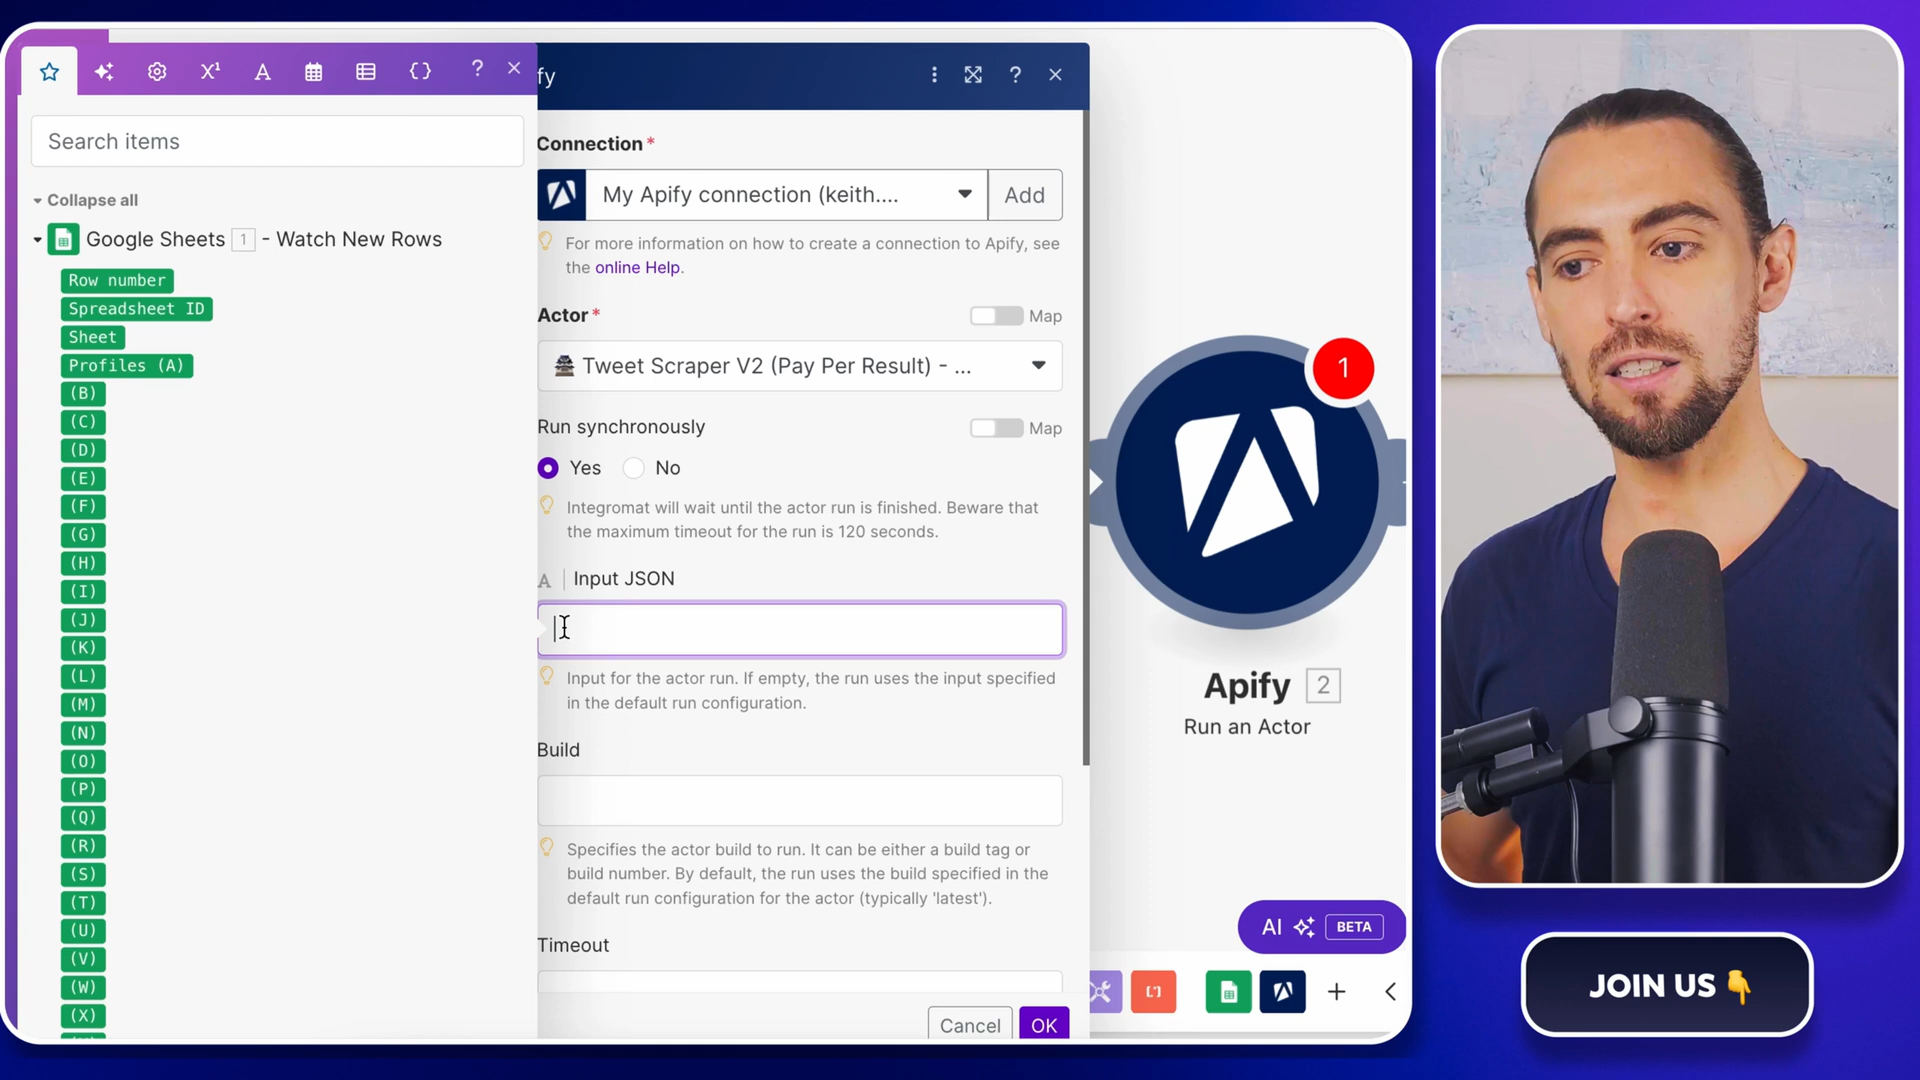 Search items
Collapse all
Google Sheets 1 - Watch New Rows
Row number
Spreadsheet ID
Sheet
Profiles (A)
(B)
(C)
(D)
(E)
(F)
(G)
(H)
(I)
(J)
(K)
(L)
(M)
(N)
(O)
(P)
(Q)
(R)
(S)
(T)
(U)
(V)
(W)
(X)
fy
Connection *
My Apify connection (keith....
Add
For more information on how to create a connection to Apify, see
the online Help.
Actor *
Map
Tweet Scraper V2 (Pay Per Result) - ...
Run synchronously
Map
Yes
No
Integromat will wait until the actor run is finished. Beware that
the maximum timeout for the run is 120 seconds.
A
Input JSON
Input for the actor run. If empty, the run uses the input specified
in the default run configuration.
Build
Specifies the actor build to run. It can be either a build tag or
build number. By default, the run uses the build specified in the
default run configuration for the actor (typically 'latest').
Timeout
Cancel
OK
1
Apify 2
Run an Actor
AI BETA
JOIN US 👇